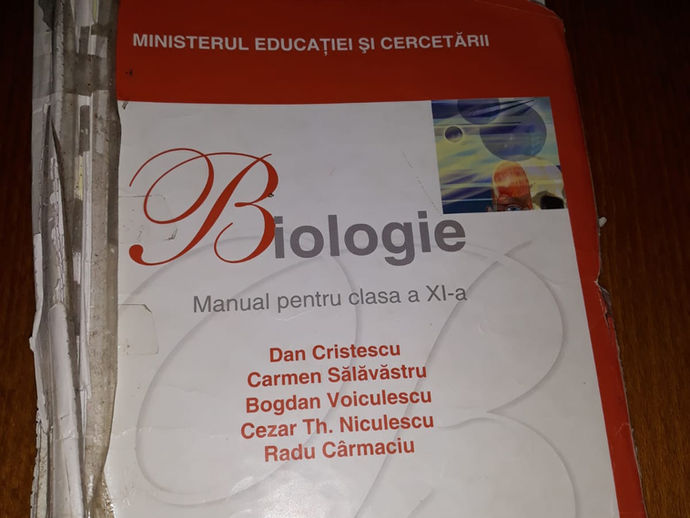 MINISTERUL EDUCAȚIEI ȘI CERCETĂRII
Biologie
Manual pentru clasa a XI-a
Dan Cristescu
Carmen Sălăvăstru
Bogdan Voiculescu
Cezar Th. Niculescu
Radu Cârmaciu